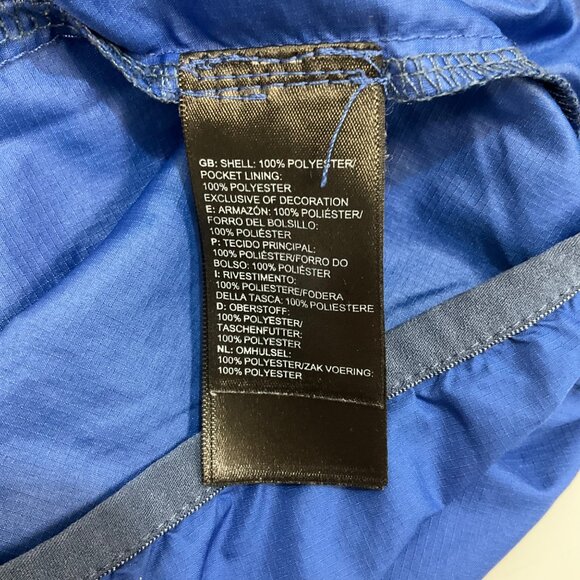 GB: SHELL: 100% POLYESTER/
POCKET LINING:
100% POLYESTER
EXCLUSIVE OF DECORATION
E: ARMAZÓN: 100% POLIÉSTER/
FORRO DEL BOLSILLO:
100% POLIÉSTER
P: TECIDO PRINCIPAL:
100% POLIÉSTER/FORRO DO
BOLSO: 100% POLIÉSTER
I: RIVESTIMENTO:
100% POLIESTERE/FODERA
DELLA TASCA: 100% POLIESTERE
D: OBERSTOFF:
100% POLYESTER/
TASCHENFUTTER:
100% POLYESTER
NL: OMHULSEL:
100% POLYESTER/ZAK VOERING:
100% POLYESTER